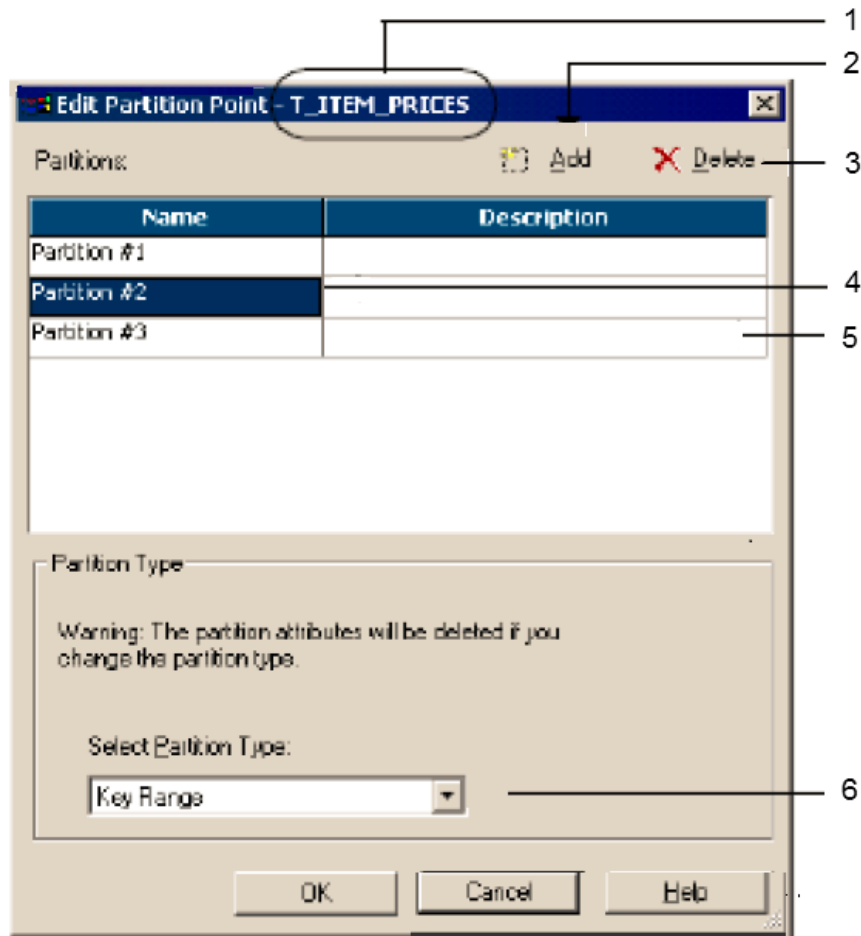 1
2
Edit Partition Point - T_ITEM_PRICES
Partitions: Add Delete 3
Name Description
Partition #1
Partition #2 4
Partition #3 5
Partition Type
Warning: The partition attributes will be deleted if you
change the partition type.
Select Partition Type:
Key Range 6
OK Cancel Help